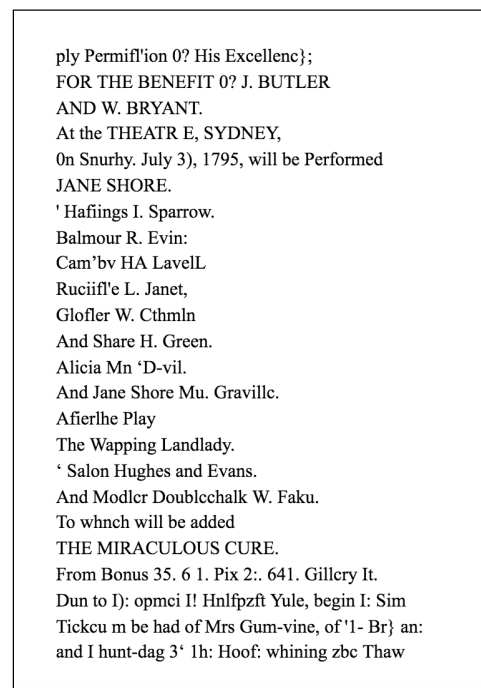 ply Permifl'ion 0? His Excellenc};
FOR THE BENEFIT 0? J. BUTLER
AND W. BRYANT.
At the THEATR E, SYDNEY,
0n Snurhy. July 3), 1795, will be Performed
JANE SHORE.
' Hafiings I. Sparrow.
Balmour R. Evin:
Cam’bv HA LavelL
Ruciifl'e L. Janet,
Glofler W. Cthmln
And Share H. Green.
Alicia Mn ‘D-vil.
And Jane Shore Mu. Gravillc.
Afierlhe Play
The Wapping Landlady.
‘ Salon Hughes and Evans.
And Modlcr Doublcchalk W. Faku.
To whnch will be added
THE MIRACULOUS CURE.
From Bonus 35. 6 1. Pix 2:. 641. Gillcry It.
Dun to I): opmci I! Hnlfpzft Yule, begin I: Sim
Tickcu m be had of Mrs Gum-vine, of '1- Br} an:
and I hunt-dag 3‘ 1h: Hoof: whining zbc Thaw